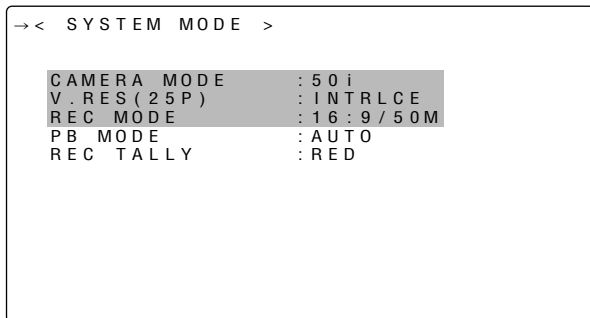 →< SYSTEM MODE >
CAMERA MODE :50i
V.RES(25P) :INTRLCE
REC MODE :16:9/50M
PB MODE :AUTO
REC TALLY :RED